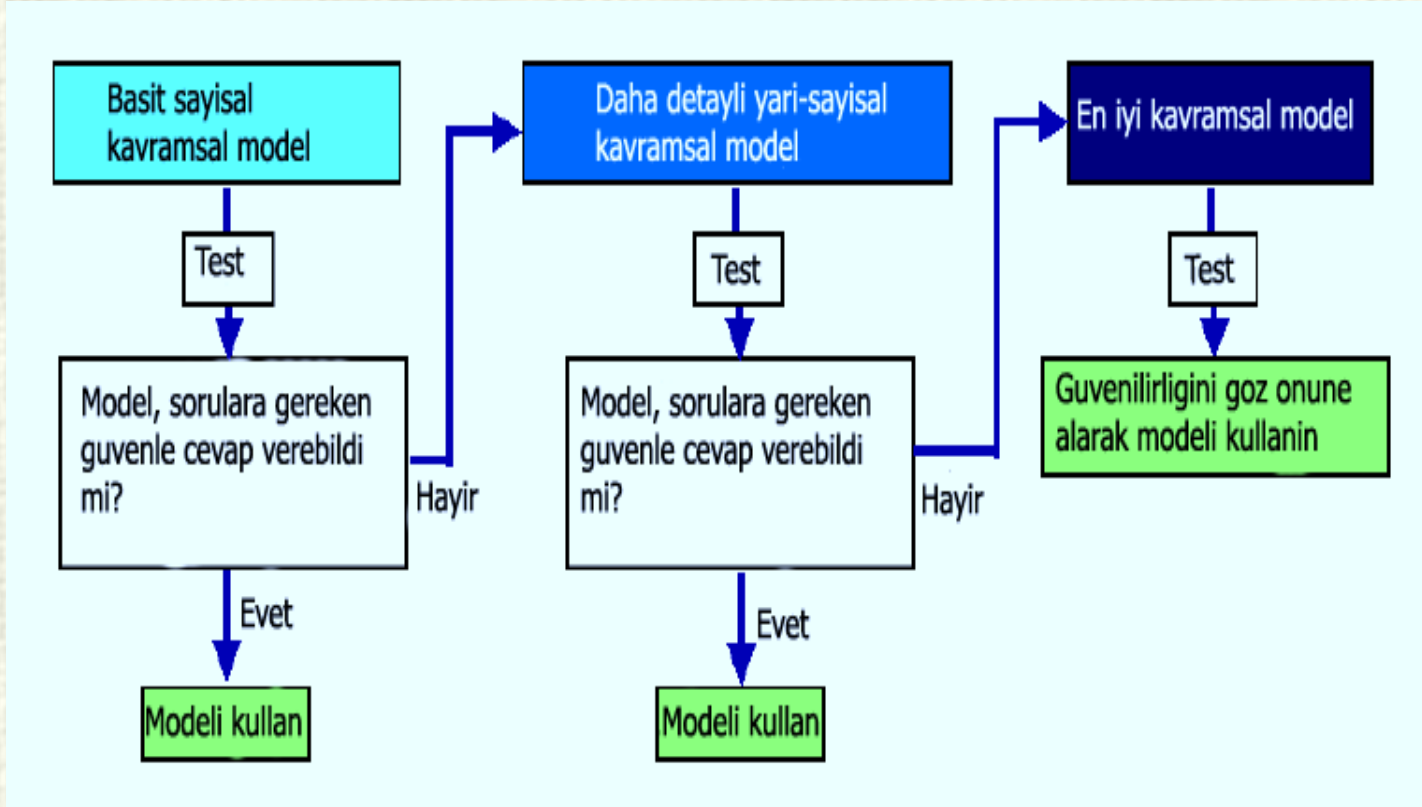 Basit sayisal
kavramsal model
Test
Model, sorulara gereken
guvenle cevap verebildi
mi?
Hayir
Evet
Modeli kullan
Daha detayli yari-sayisal
kavramsal model
Test
Model, sorulara gereken
guvenle cevap verebildi
mi?
Hayir
Evet
Modeli kullan
En iyi kavramsal model
Test
Guvenilirligini goz onune
alarak modeli kullanin